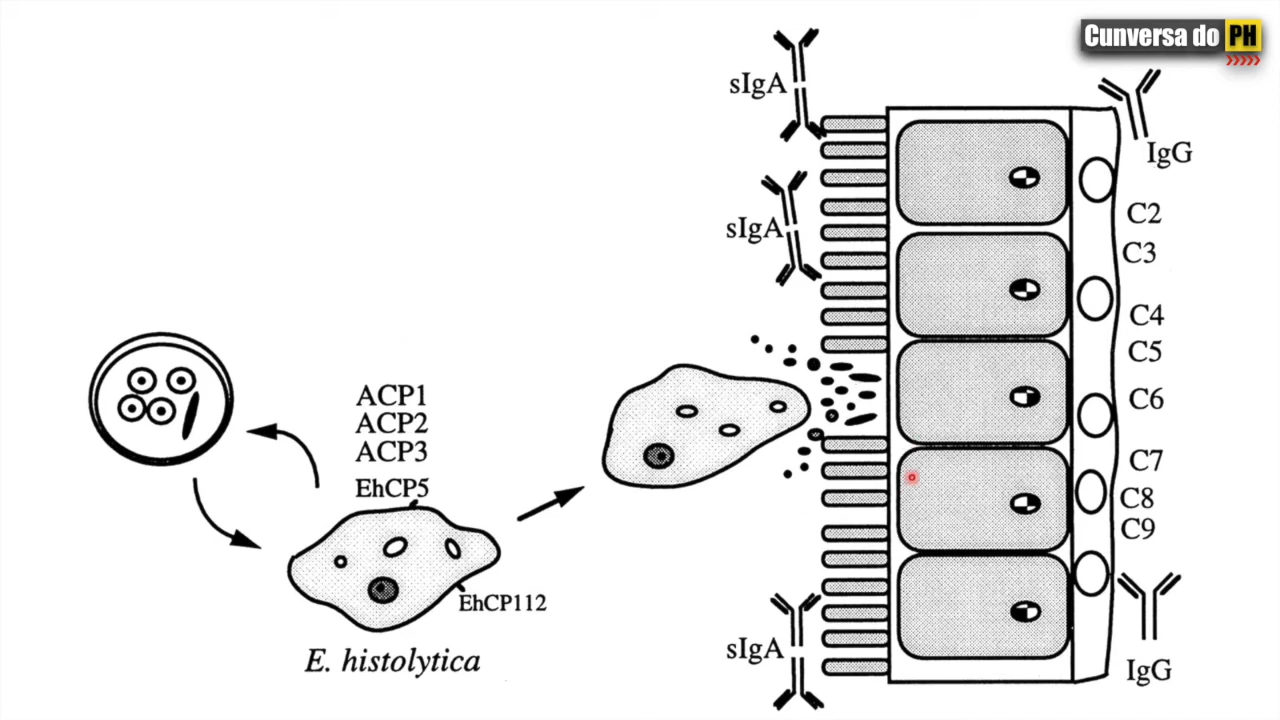 Cunversa do PH
sIgA
IgG
sIgA
C2
C3
C4
C5
C6
C7
C8
C9
ACP1
ACP2
ACP3
EhCP5
EhCP112
E. histolytica
sIgA
IgG